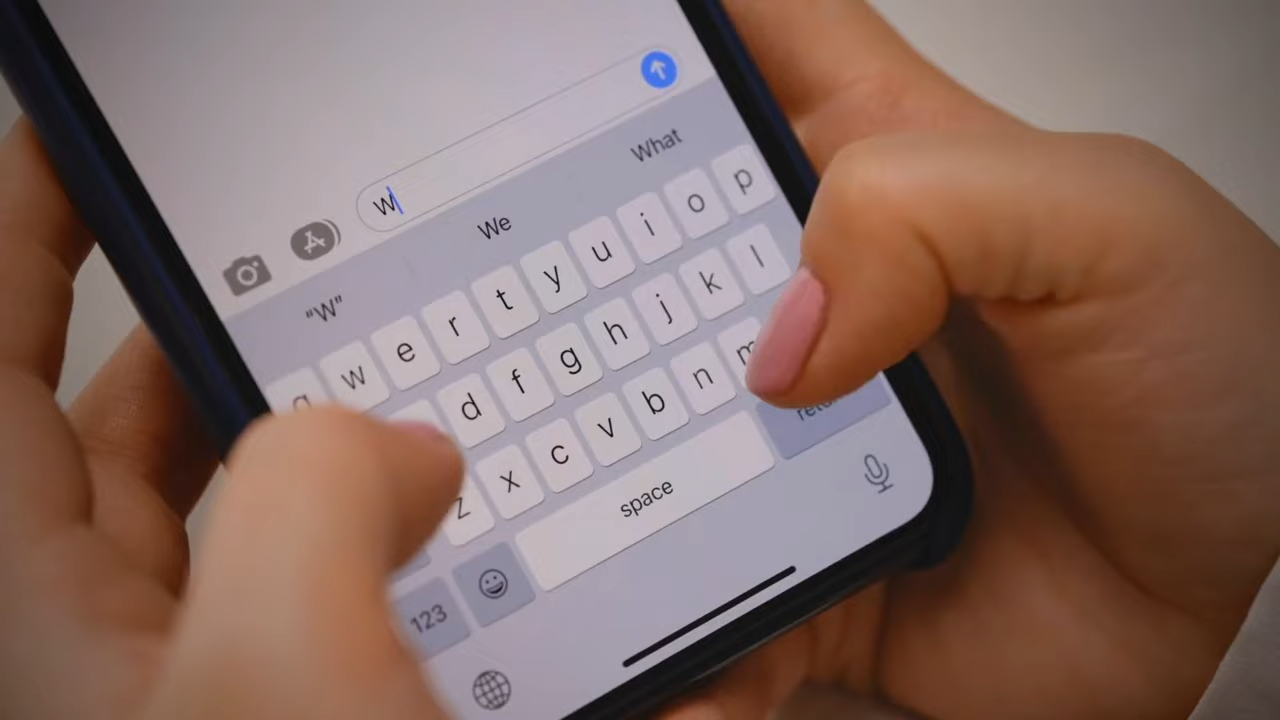 W
"W" We What
w e r t y u i o p
d f g h j k l
z x c v b n m
123 space